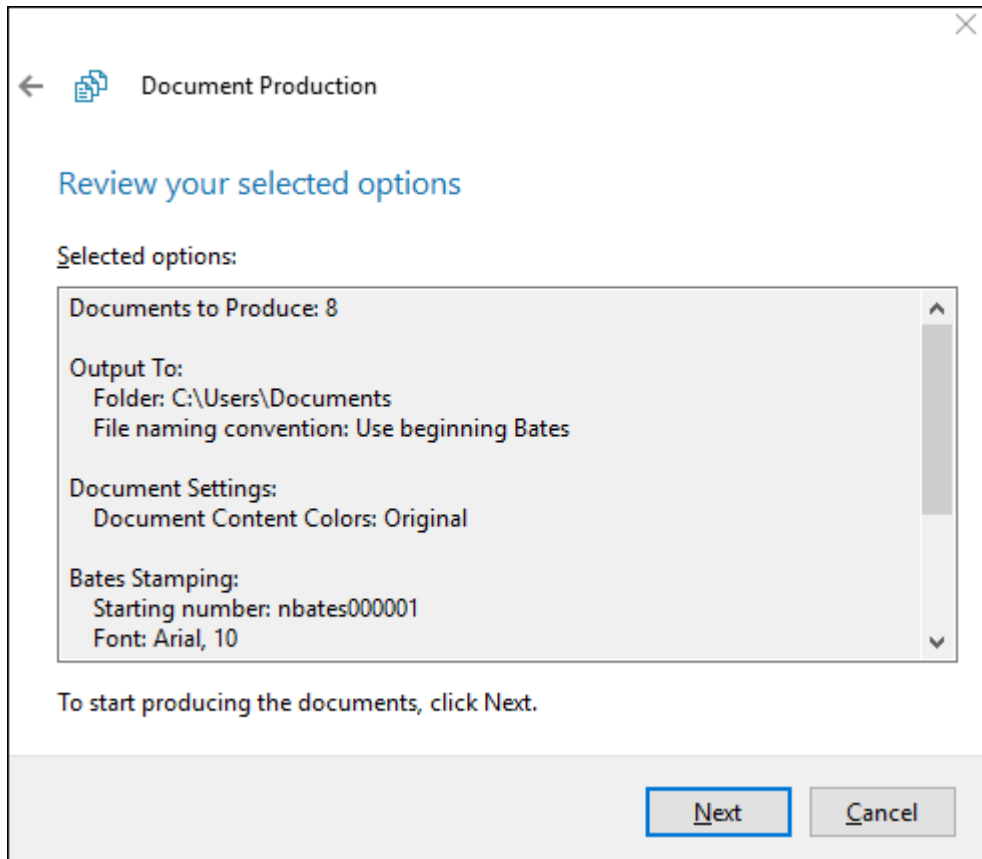 Document Production
Review your selected options
Selected options:
Documents to Produce: 8
Output To:
Folder: C:\Users\Documents
File naming convention: Use beginning Bates
Document Settings:
Document Content Colors: Original
Bates Stamping:
Starting number: nbates000001
Font: Arial, 10
To start producing the documents, click Next.
Next
Cancel